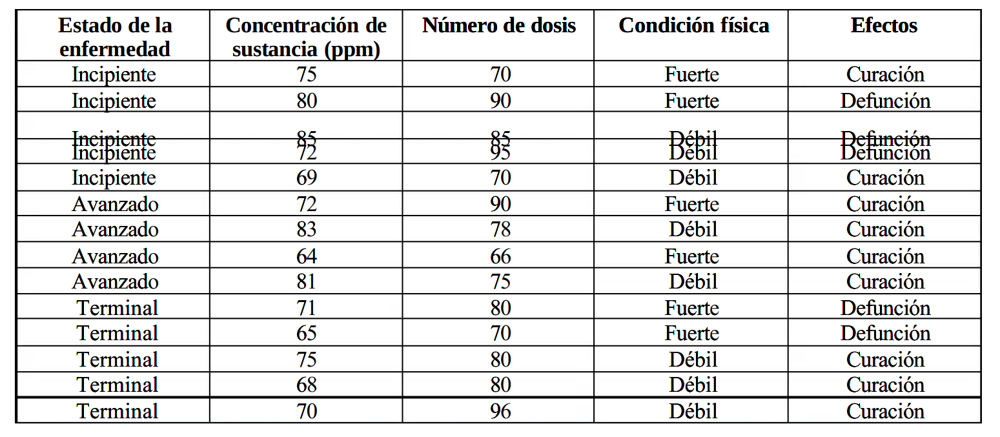 Estado de la enfermedad Concentración de sustancia (ppm) Número de dosis Condición física Efectos
Incipiente 75 70 Fuerte Curación
Incipiente 80 90 Fuerte Defunción
Incipiente 85 85 Débil Defunción
Incipiente 72 95 Débil Defunción
Incipiente 69 70 Débil Curación
Avanzado 72 90 Fuerte Curación
Avanzado 83 78 Débil Curación
Avanzado 64 66 Fuerte Curación
Avanzado 81 75 Débil Curación
Terminal 71 80 Fuerte Defunción
Terminal 65 70 Fuerte Defunción
Terminal 75 80 Débil Curación
Terminal 68 80 Débil Curación
Terminal 70 96 Débil Curación